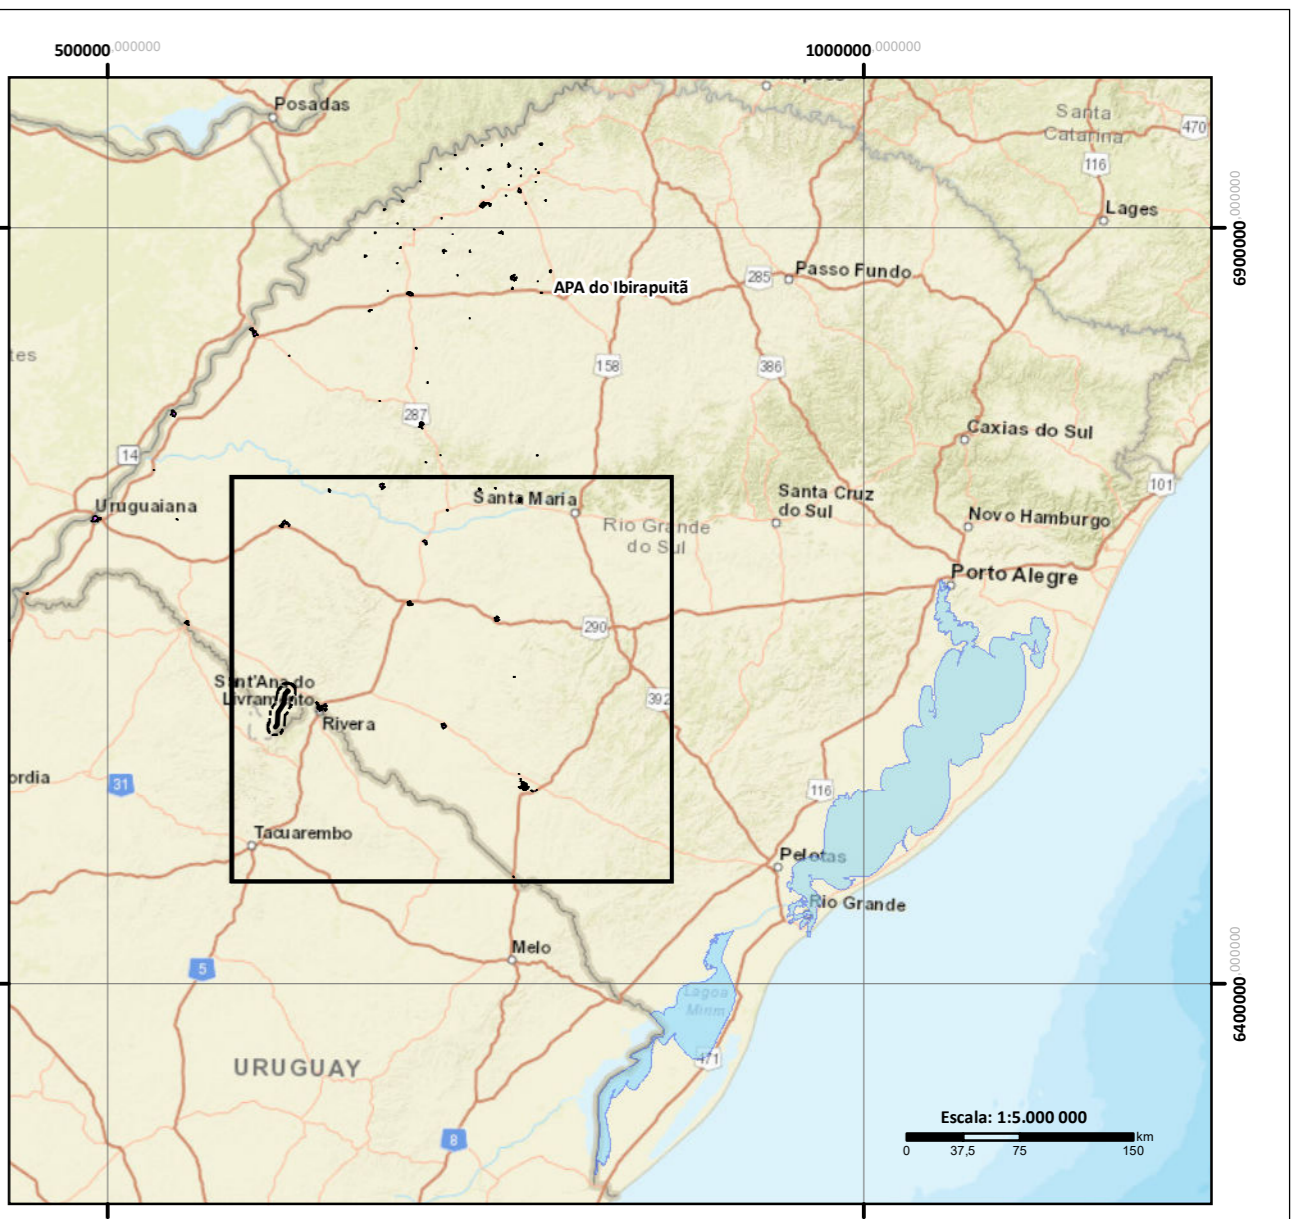 500000,000000
1000000,000000
Posadas
Santa
Catarina
470
116
Lages
6900000,000000
285
Passo Fundo
APA do Ibirapuitã
tes
158
386
287
Caxias do Sul
14
101
Uruguaiana
Santa Maria
Santa Cruz
do Sul
Novo Hamburgo
Rio Grande
do Sul
Porto Alegre
290
Sant'Ana do
Livramento
392
Rivera
ordia
31
116
Tacuarembo
Pelotas
Rio Grande
Melo
5
Lagoa
Mirim
6400000,000000
471
URUGUAY
8
Escala: 1:5.000 000
km
0 37,5 75 150